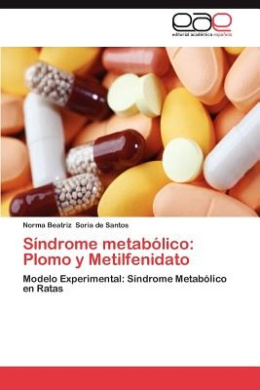 eae
editorial académica española
Norma Beatriz Soria de Santos
Síndrome metabólico:
Plomo y Metilfenidato
Modelo Experimental: Síndrome Metabólico
en Ratas